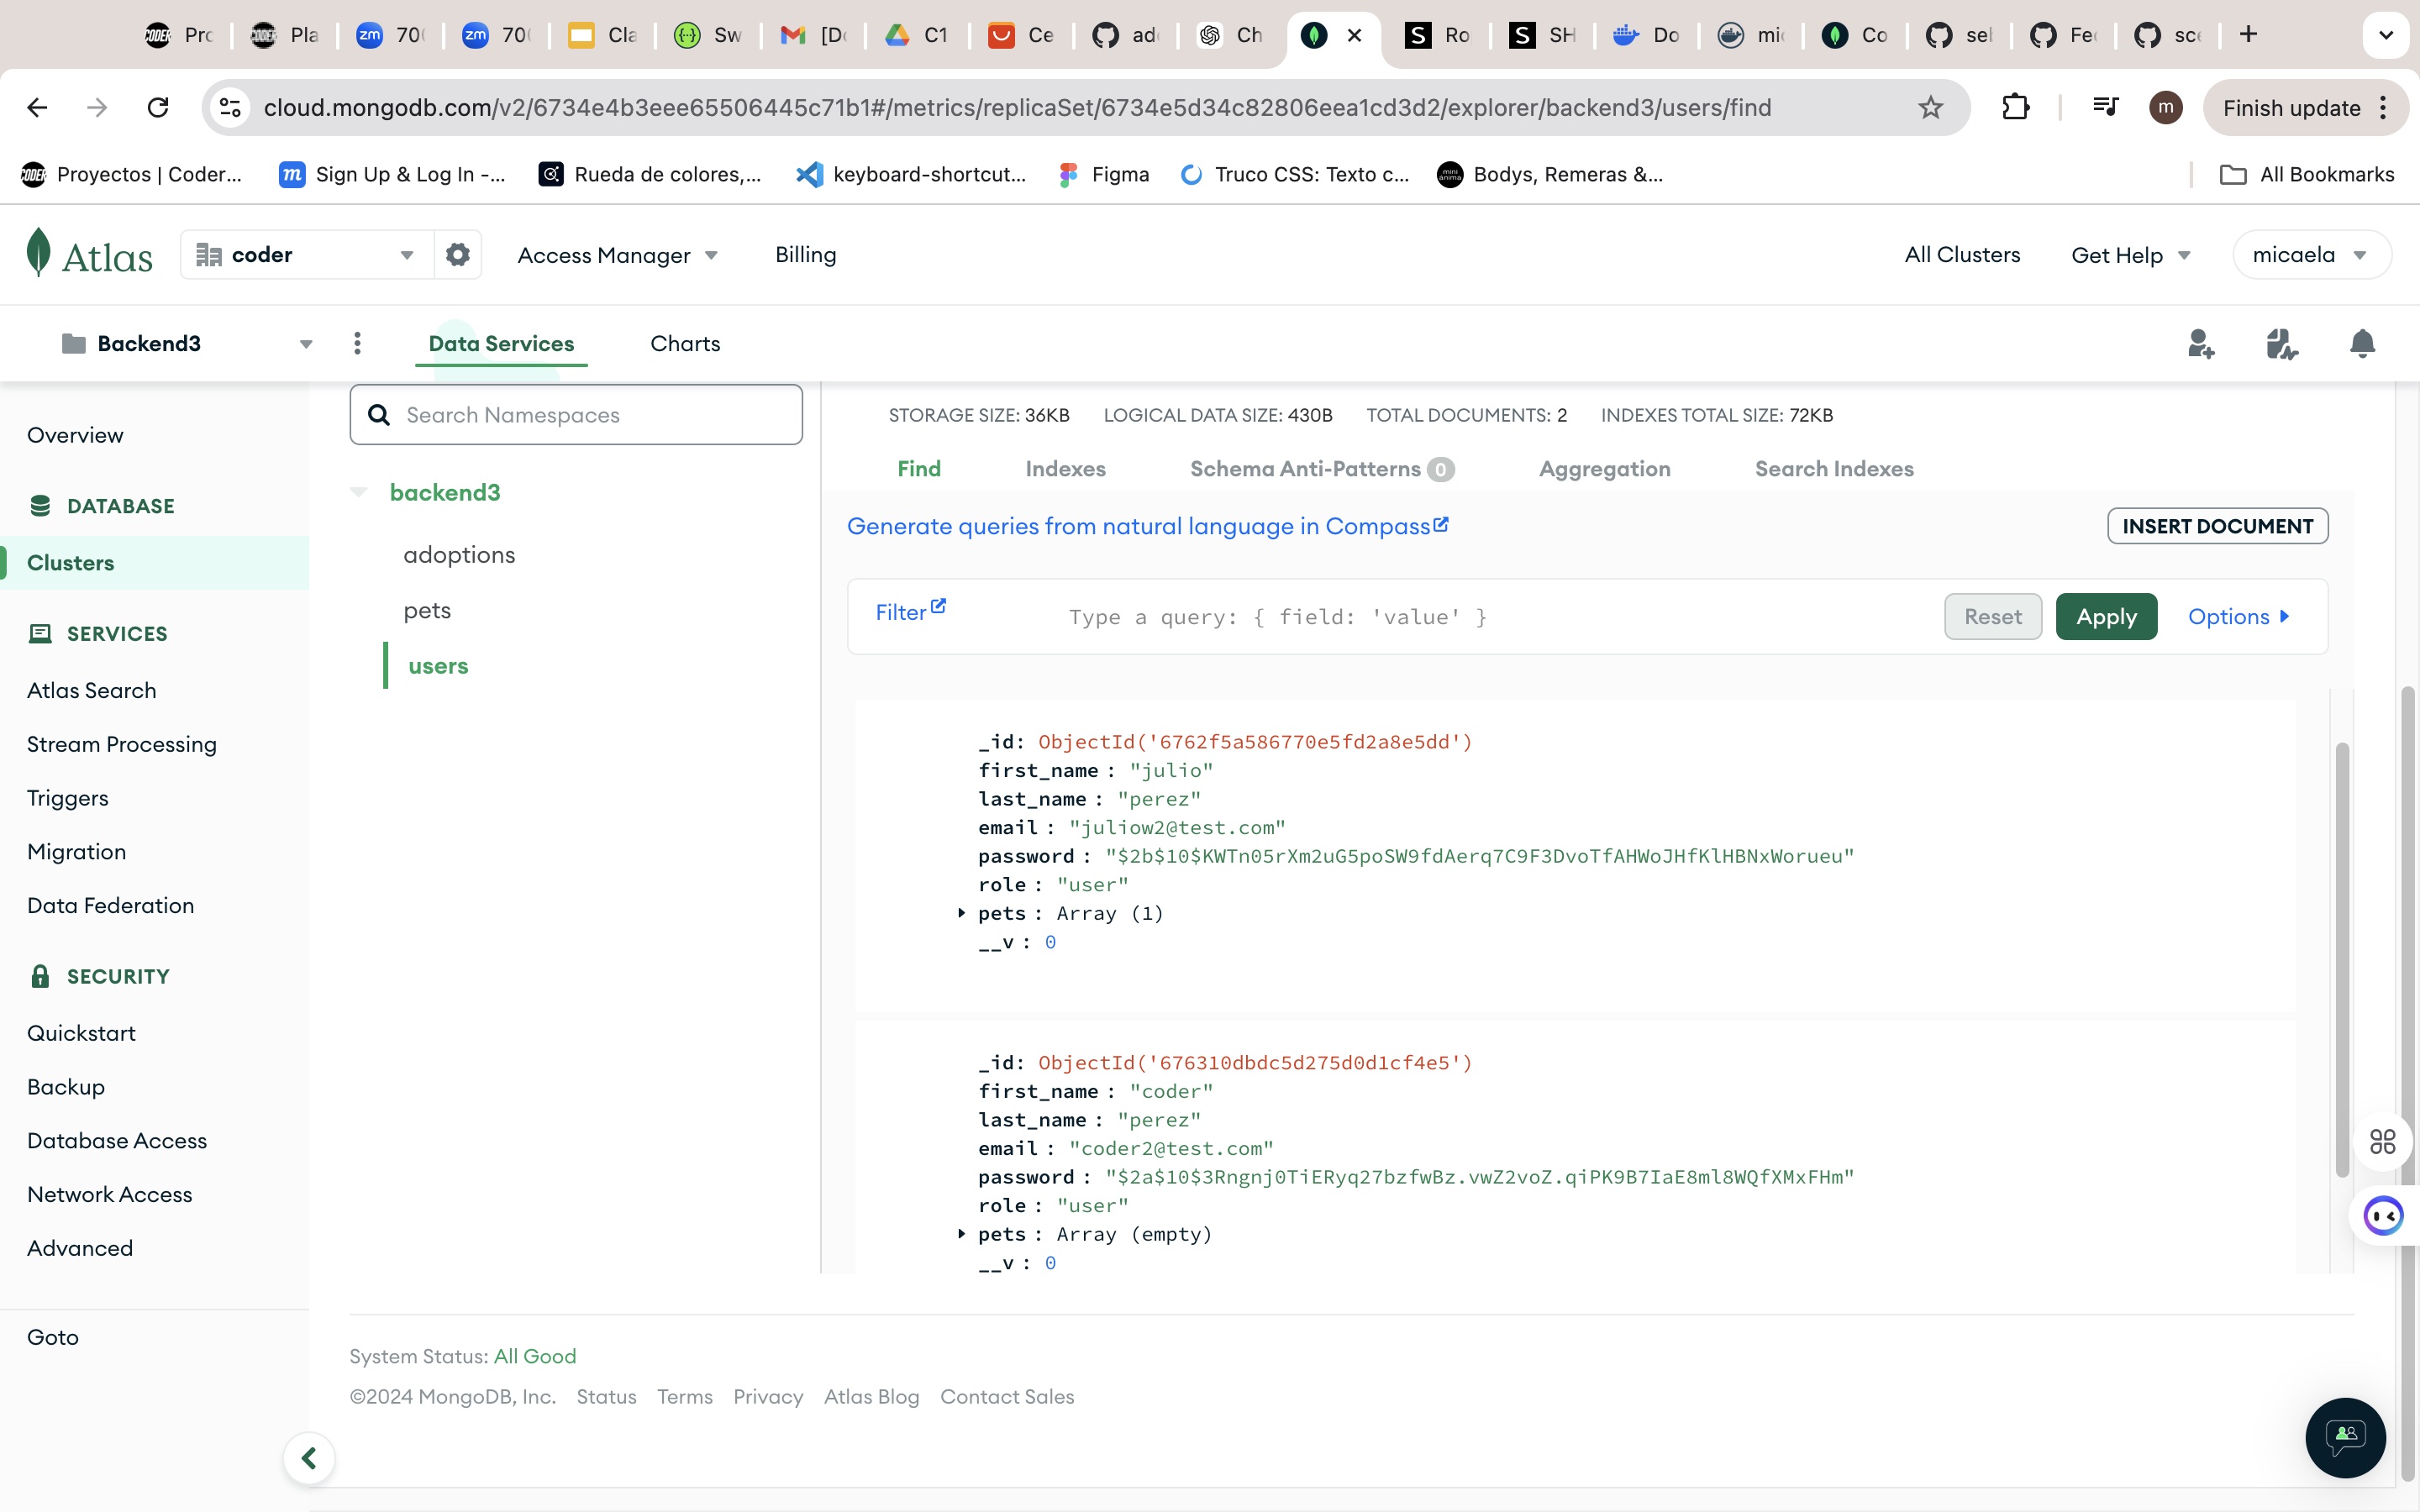 Pro
Pla
700
700
Cla
Sw
[Do
C1
Ce
ado
Ch
Ro
SH
Do
mic
Co
seb
Fed
sce
cloud.mongodb.com/v2/6734e4b3eee65506445c71b1#/metrics/replicaSet/6734e5d34c82806eea1cd3d2/explorer/backend3/users/find
m
Finish update
Proyectos | Coder...
Sign Up & Log In -...
Rueda de colores,...
keyboard-shortcut...
Figma
Truco CSS: Texto c...
Bodys, Remeras &...
All Bookmarks
Atlas
coder
Access Manager
Billing
All Clusters
Get Help
micaela
Backend3
Data Services
Charts
Overview
DATABASE
Clusters
SERVICES
Atlas Search
Stream Processing
Triggers
Migration
Data Federation
SECURITY
Quickstart
Backup
Database Access
Network Access
Advanced
Goto
Search Namespaces
backend3
adoptions
pets
users
STORAGE SIZE: 36KB LOGICAL DATA SIZE: 430B TOTAL DOCUMENTS: 2 INDEXES TOTAL SIZE: 72KB
Find
Indexes
Schema Anti-Patterns 0
Aggregation
Search Indexes
Generate queries from natural language in Compass
INSERT DOCUMENT
Filter
Type a query: { field: 'value' }
Reset
Apply
Options
_id: ObjectId('6762f5a586770e5fd2a8e5dd')
first_name : "julio"
last_name : "perez"
email : "juliow2@test.com"
password : "$2b$10$KWTn05rXm2uG5poSW9fdAerq7C9F3DvoTfAHWoJHfKlHBNxWorueu"
role : "user"
pets : Array (1)
__v : 0
_id: ObjectId('676310dbdc5d275d0d1cf4e5')
first_name : "coder"
last_name : "perez"
email : "coder2@test.com"
password : "$2a$10$3Rngnj0TiERyq27bzfwBz.vwZ2voZ.qiPK9B7IaE8ml8WQfXMxFHm"
role : "user"
pets : Array (empty)
__v : 0
System Status: All Good
©2024 MongoDB, Inc. Status Terms Privacy Atlas Blog Contact Sales